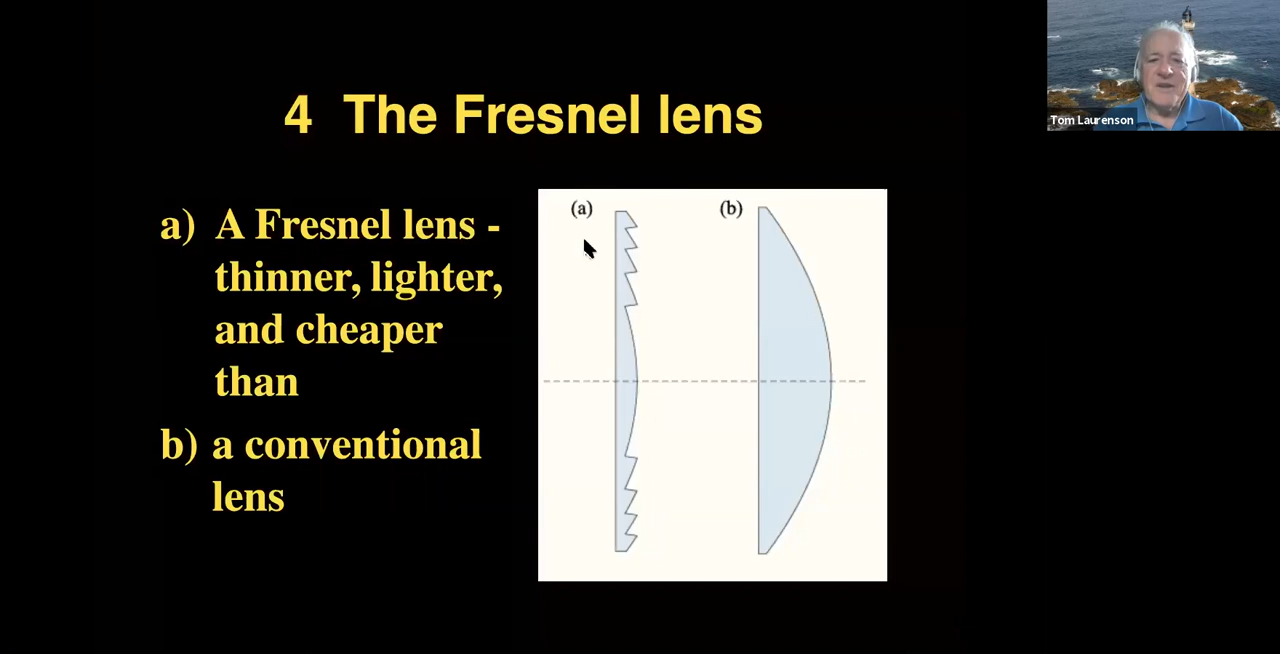 4 The Fresnel lens
a) A Fresnel lens -
thinner, lighter,
and cheaper
than
b) a conventional
lens
(a)
(b)
Tom Laurenson